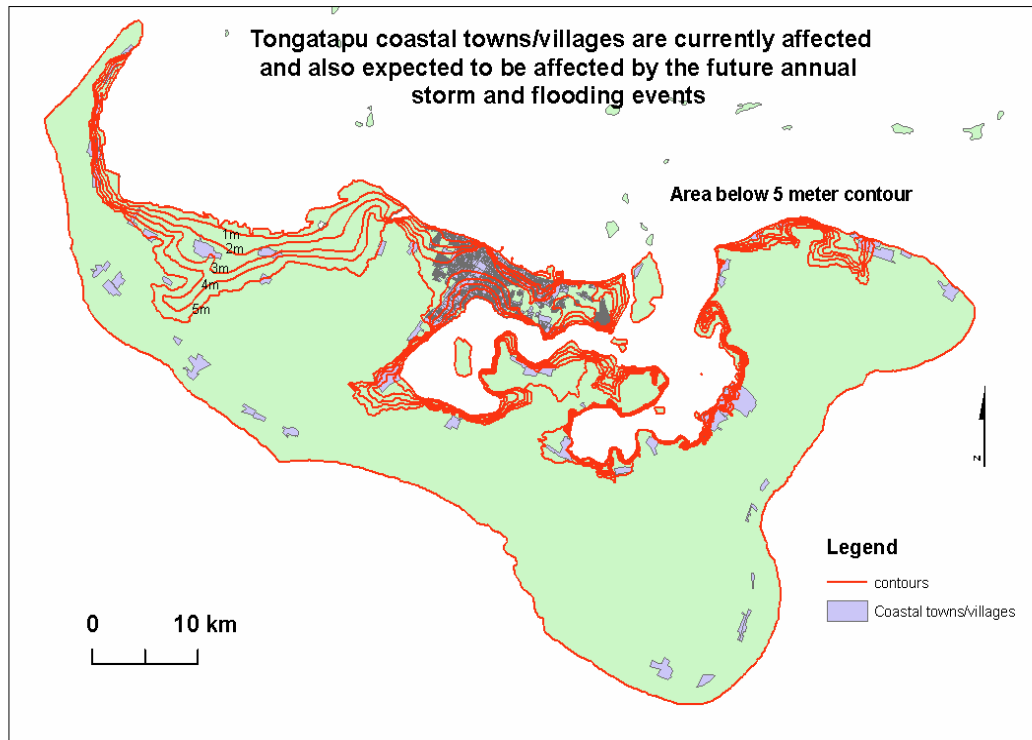 Tongatapu coastal towns/villages are currently affected
and also expected to be affected by the future annual
storm and flooding events
Area below 5 meter contour
1m
2m
3m
4m
5m
N
Legend
contours
Coastal towns/villages
0 10 km